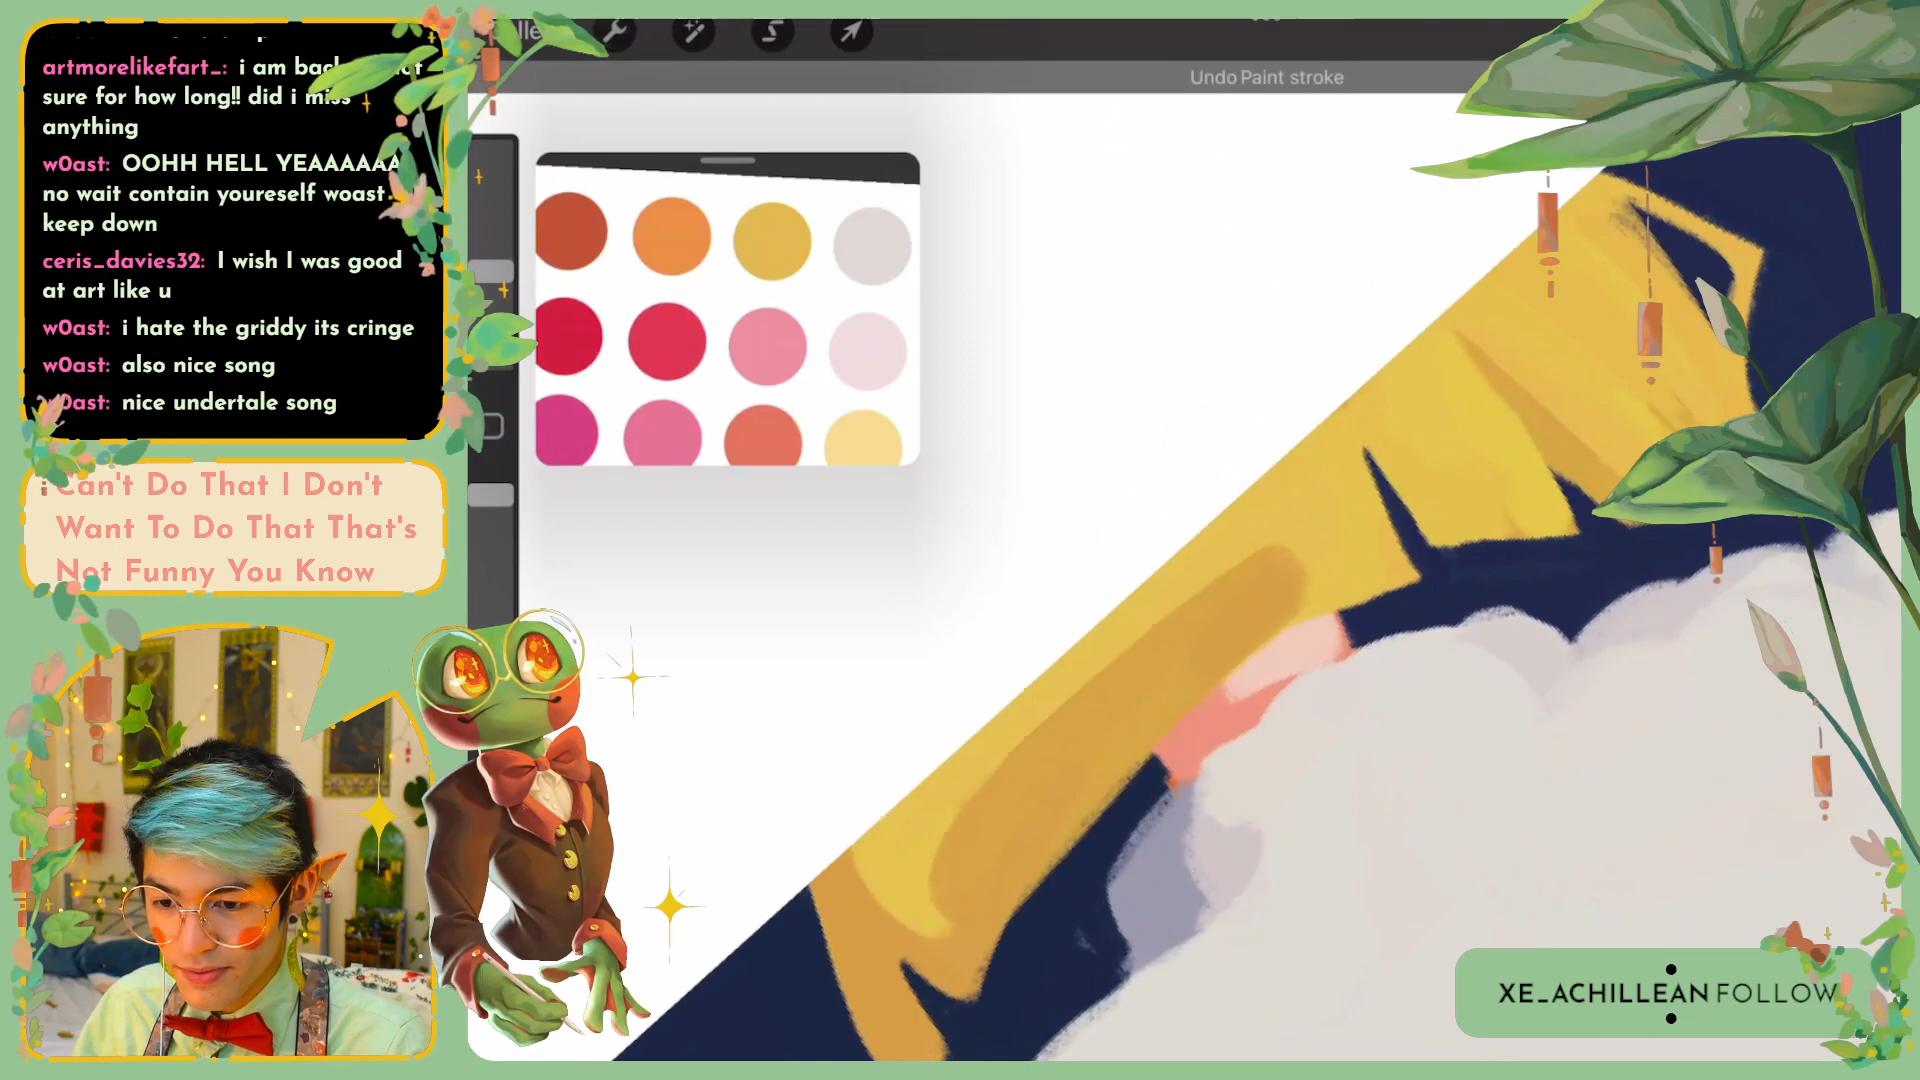 artmorelikefart_: i am bac
sure for how long!! did i miss
anything
w0ast: OOHH HELL YEAAAAAA
no wait contain youreself woast
keep down
ceris_davies32: I wish I was good
at art like u
w0ast: i hate the griddy its cringe
w0ast: also nice song
w0ast: nice undertale song
Can't Do That I Don't
Want To Do That That's
Not Funny You Know
Undo Paint stroke
XE_ACHILLEAN FOLLOW